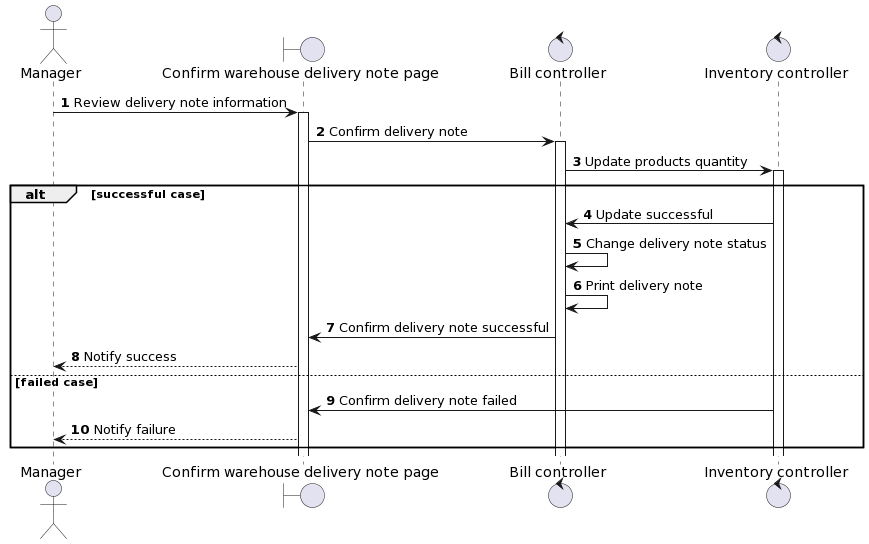 Manager
Confirm warehouse delivery note page
Bill controller
Inventory controller
1 Review delivery note information
2 Confirm delivery note
3 Update products quantity
alt [successful case]
4 Update successful
5 Change delivery note status
6 Print delivery note
7 Confirm delivery note successful
8 Notify success
[failed case]
9 Confirm delivery note failed
10 Notify failure
Manager
Confirm warehouse delivery note page
Bill controller
Inventory controller